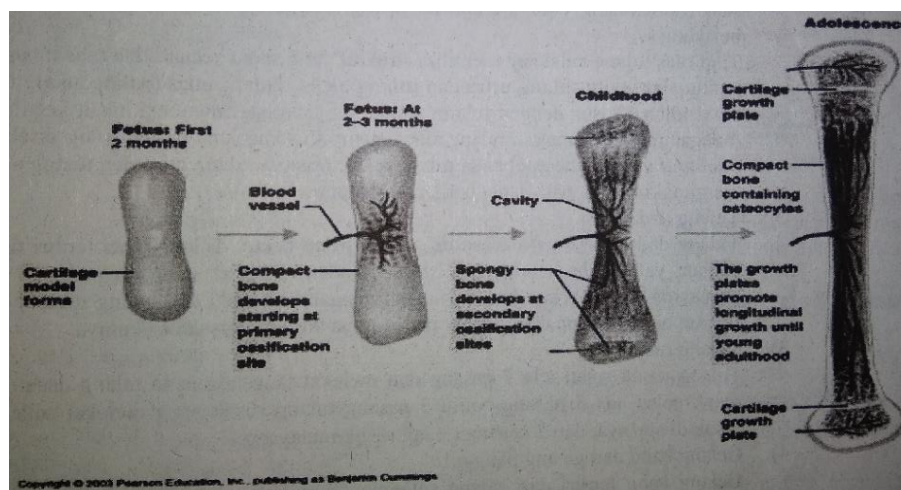 Fetus: First
2 months
Cartilage
model
forms
Fetus: At
2–3 months
Blood
vessel
Compact
bone
develops
starting at
primary
ossification
site
Childhood
Cavity
Spongy
bone
develops at
secondary
ossification
sites
Adolescenc
Cartilage
growth
plate
Compact
bone
containing
osteocytes
The growth
plates
promote
longitudinal
growth until
young
adulthood
Cartilage
growth
plate
Copyright © 2003 Pearson Education, Inc., publishing as Benjamin Cummings